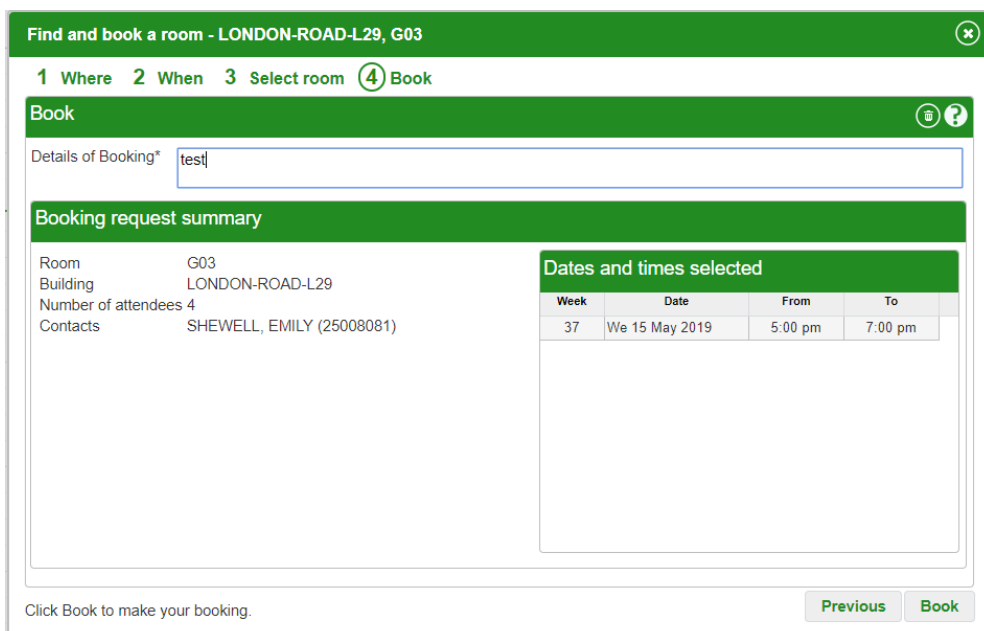 Find and book a room - LONDON-ROAD-L29, G03
1 Where 2 When 3 Select room 4 Book
Book
?
Details of Booking* test
Booking request summary
Room G03
Building LONDON-ROAD-L29
Number of attendees 4
Contacts SHEWELL, EMILY (25008081)
Dates and times selected
Week Date From To
37 We 15 May 2019 5:00 pm 7:00 pm
Click Book to make your booking.
Previous Book